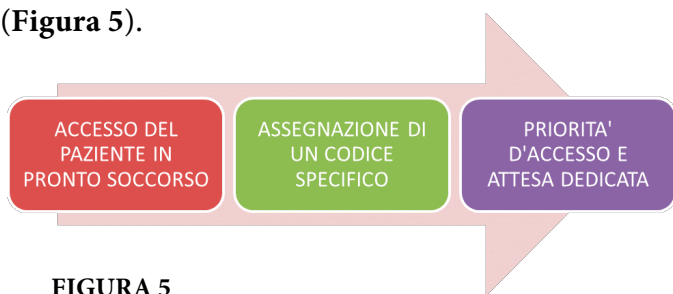 (Figura 5).
ACCESSO DEL
PAZIENTE IN
PRONTO SOCCORSO
ASSEGNAZIONE DI
UN CODICE
SPECIFICO
PRIORITA'
D'ACCESSO E
ATTESA DEDICATA
FIGURA 5